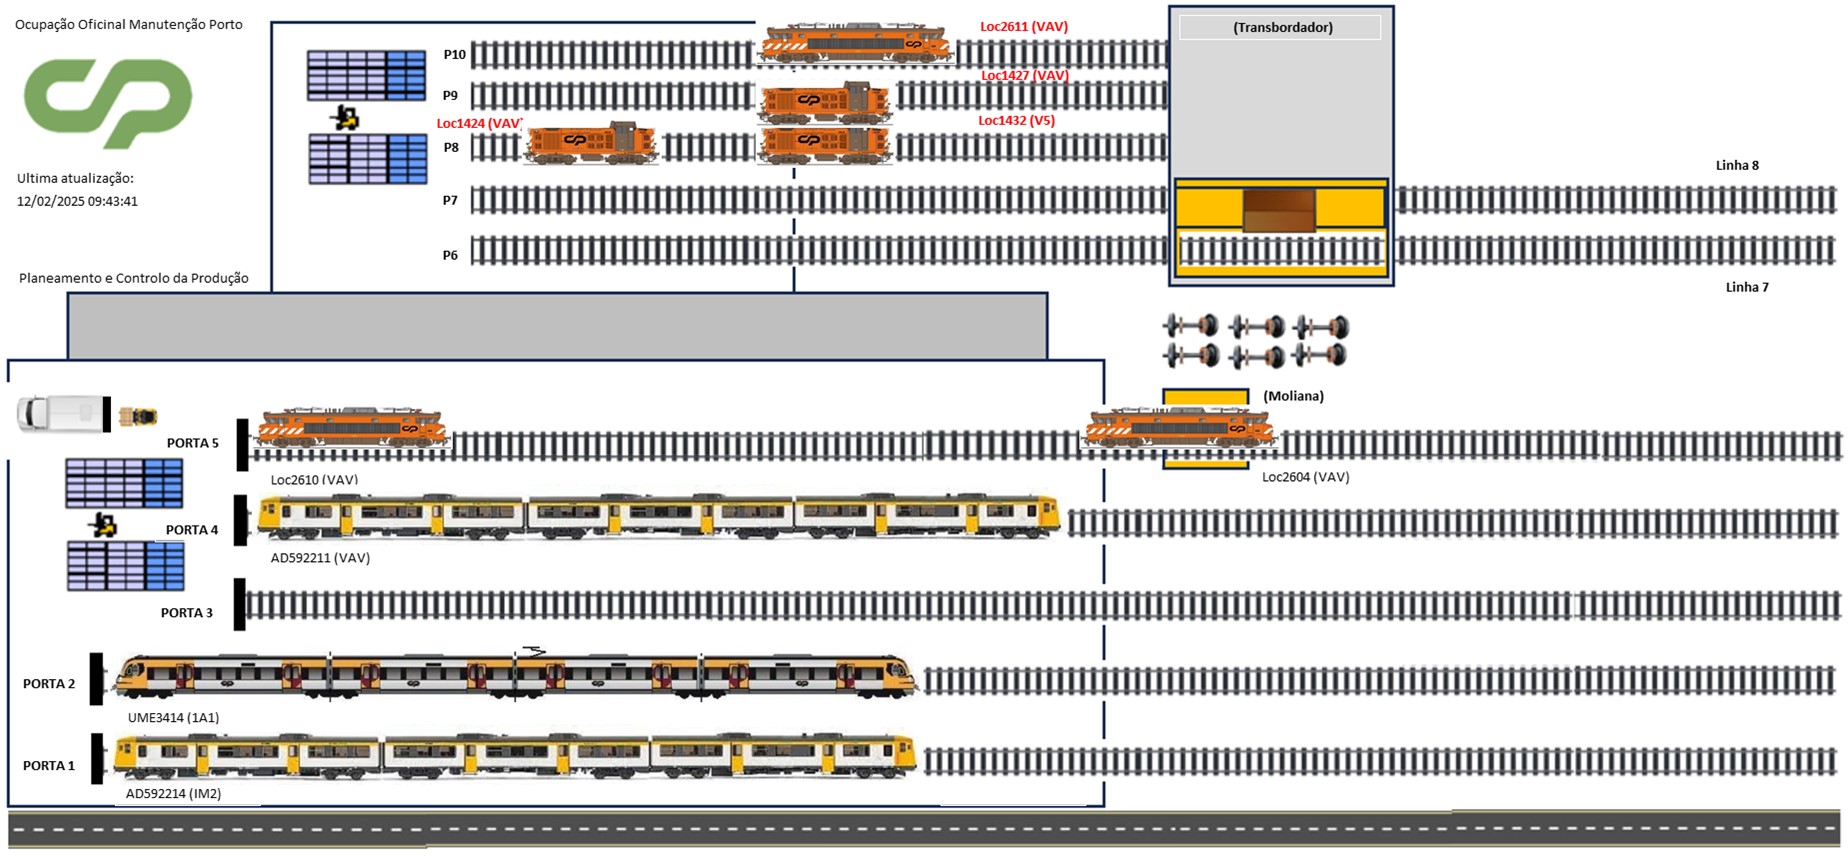 Ocupação Oficinal Manutenção Porto
Loc2611 (VAV)
(Transbordador)
P10
Loc1427 (VAV)
P9
Loc1424 (VAV)
Loc1432 (V5)
P8
Linha 8
Ultima atualização:
12/02/2025 09:43:41
P7
P6
Planeamento e Controlo da Produção
Linha 7
(Moliana)
PORTA 5
Loc2610 (VAV)
Loc2604 (VAV)
PORTA 4
AD592211 (VAV)
PORTA 3
PORTA 2
UME3414 (1A1)
PORTA 1
AD592214 (IM2)